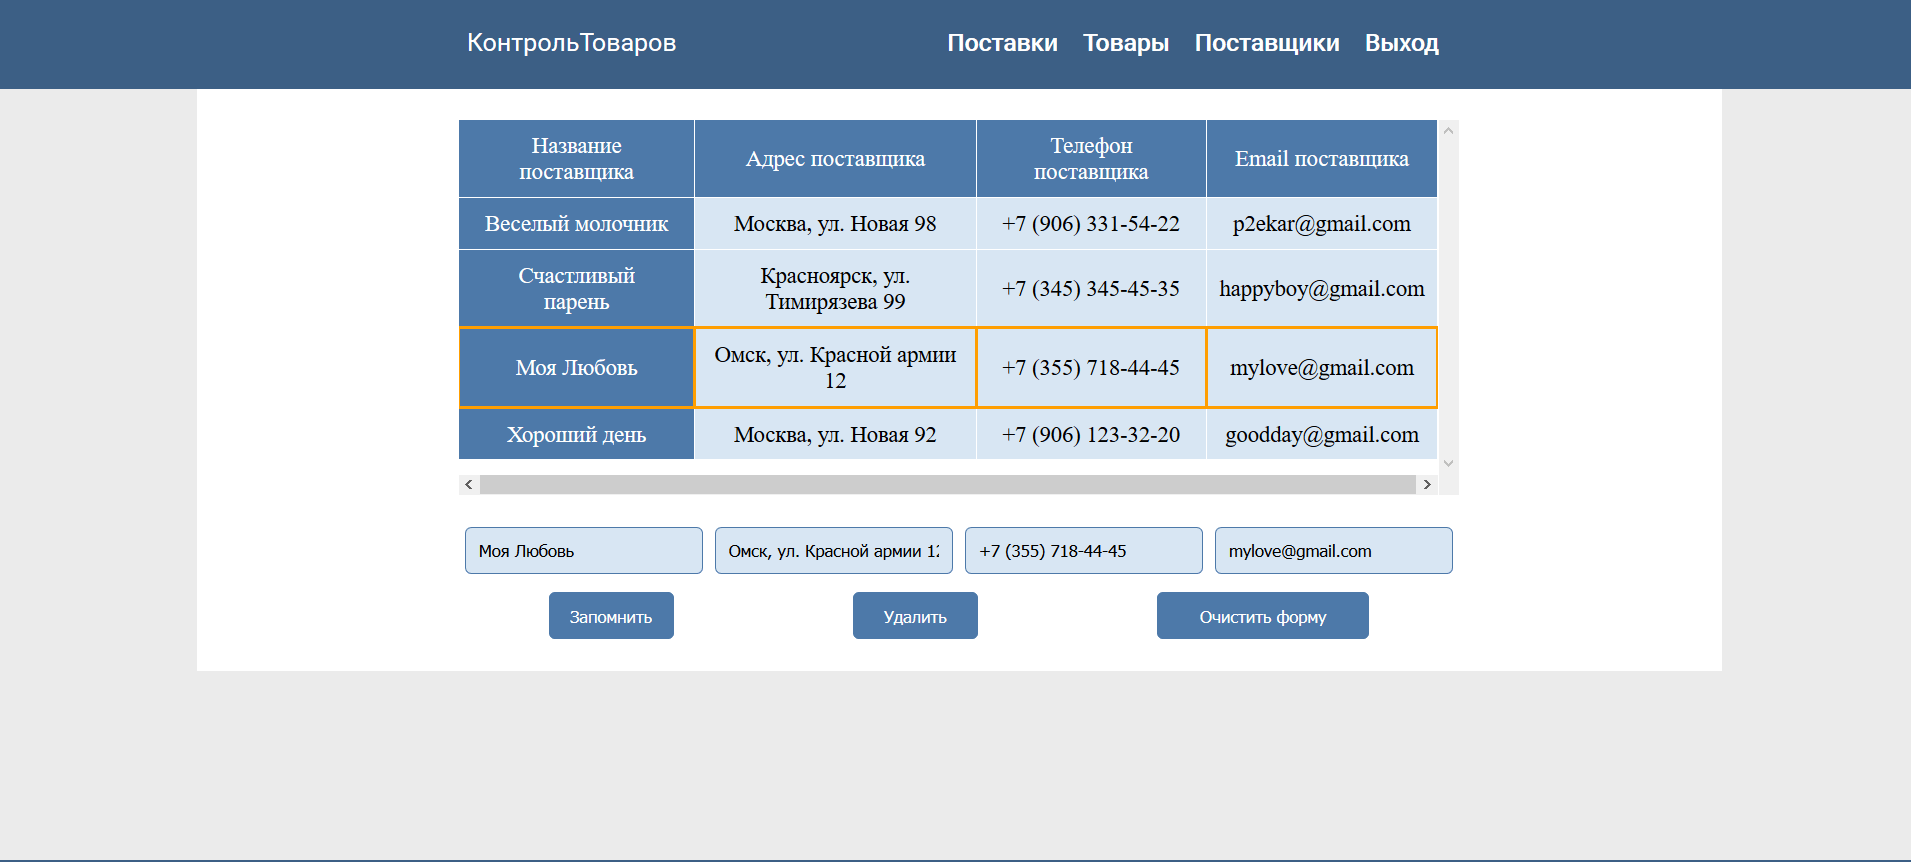 КонтрольТоваров
Поставки Товары Поставщики Выход
Название
поставщика
Адрес поставщика
Телефон
поставщика
Email поставщика
Веселый молочник
Москва, ул. Новая 98
+7 (906) 331-54-22
p2ekar@gmail.com
Счастливый
парень
Красноярск, ул.
Тимирязева 99
+7 (345) 345-45-35
happyboy@gmail.com
Моя Любовь
Омск, ул. Красной армии
12
+7 (355) 718-44-45
mylove@gmail.com
Хороший день
Москва, ул. Новая 92
+7 (906) 123-32-20
goodday@gmail.com
Моя Любовь
Омск, ул. Красной армии 12
+7 (355) 718-44-45
mylove@gmail.com
Запомнить
Удалить
Очистить форму